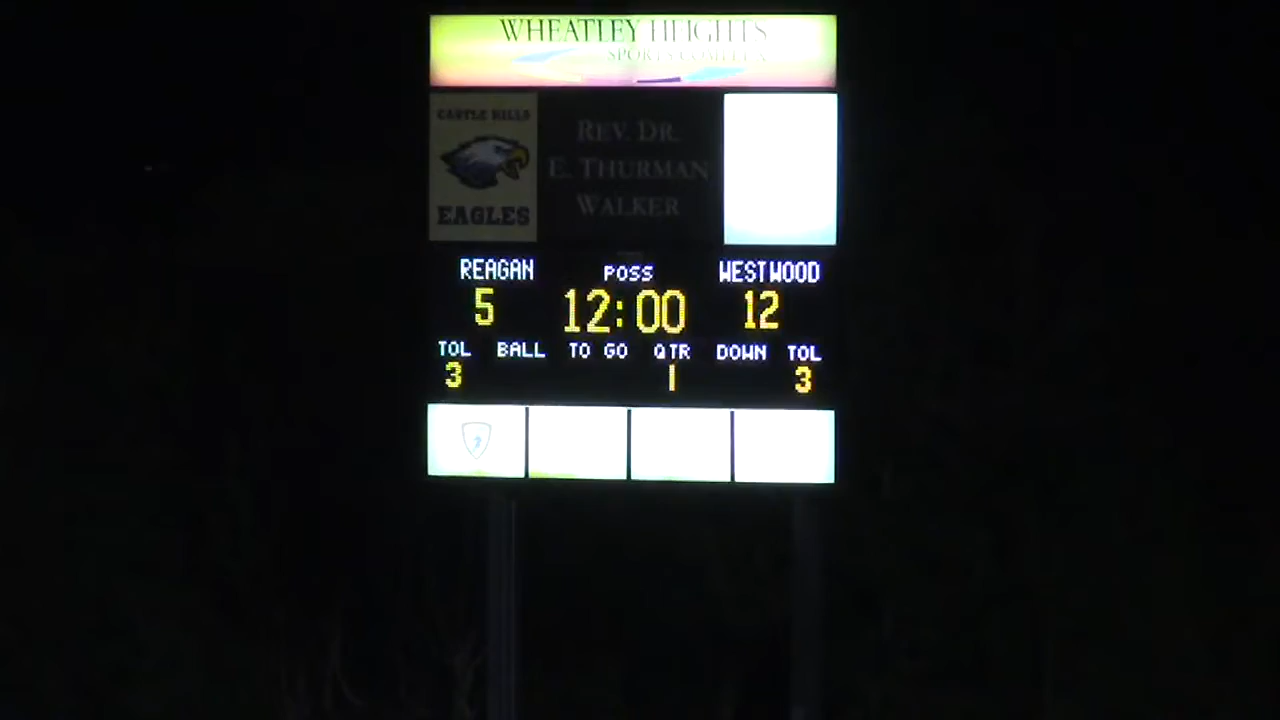 WHEATLEY HEIGHTS
SPORTS COMPLEX
CASTLE HILLS
EAGLES
REV. DR.
E. THURMAN
WALKER
REAGAN POSS WESTWOOD
5 12:00 12
TOL BALL TO GO QTR DOWN TOL
3 1 3